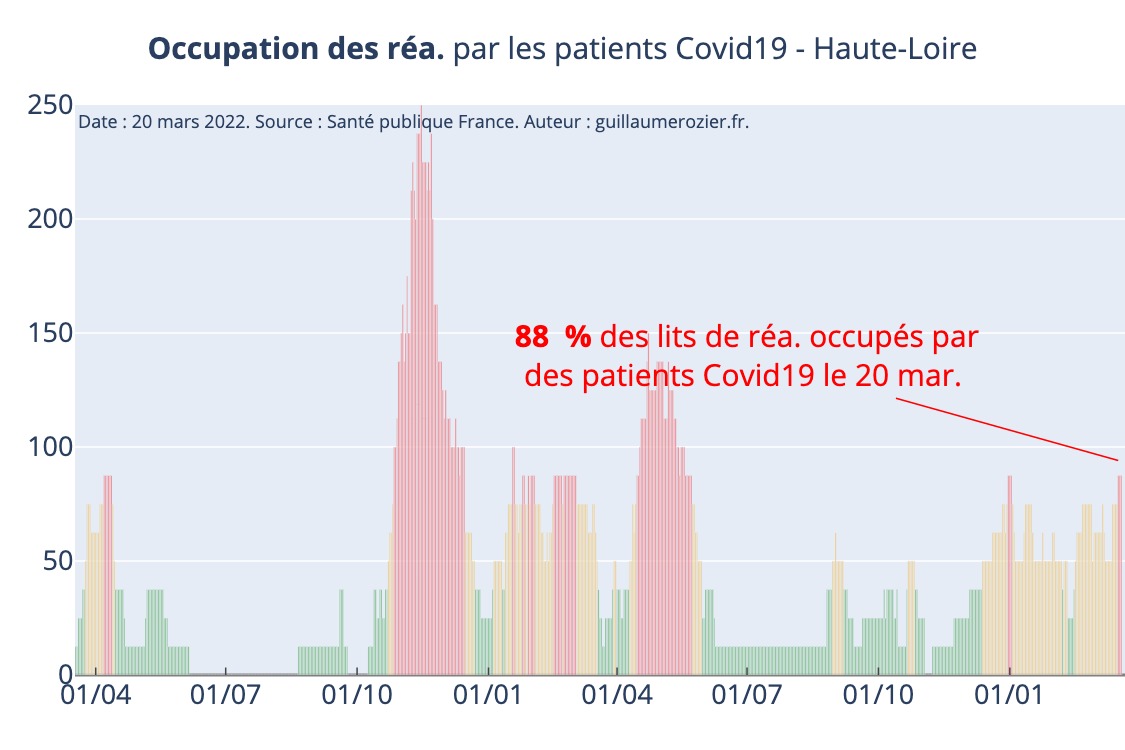 Occupation des réa. par les patients Covid19 - Haute-Loire
250
Date : 20 mars 2022. Source : Santé publique France. Auteur : guillaumerozier.fr.
200
150
88 % des lits de réa. occupés par
des patients Covid19 le 20 mar.
100
50
0
01/04 01/07 01/10 01/01 01/04 01/07 01/10 01/01